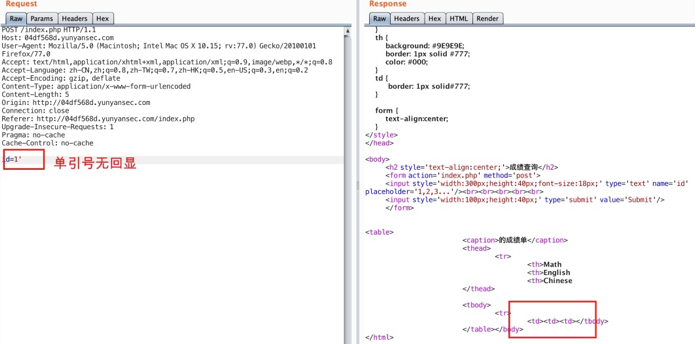 Request
Raw Params Headers Hex
POST /index.php HTTP/1.1
Host: 04df568d.yunyansec.com
User-Agent: Mozilla/5.0 (Macintosh; Intel Mac OS X 10.15; rv:77.0) Gecko/20100101
Firefox/77.0
Accept: text/html,application/xhtml+xml,application/xml;q=0.9,image/webp,*/*;q=0.8
Accept-Language: zh-CN,zh;q=0.8,zh-TW;q=0.7,zh-HK;q=0.5,en-US;q=0.3,en;q=0.2
Accept-Encoding: gzip, deflate
Content-Type: application/x-www-form-urlencoded
Content-Length: 5
Origin: http://04df568d.yunyansec.com
Connection: close
Referer: http://04df568d.yunyansec.com/index.php
Upgrade-Insecure-Requests: 1
Pragma: no-cache
Cache-Control: no-cache
id=1'
单引号无回显
Response
Raw Headers Hex HTML Render
}
th {
background: #9E9E9E;
border: 1px solid #777;
color: #000;
}
td {
border: 1px solid#777;
}
form {
text-align:center;
}
</style>
</head>
<body>
<h2 style='text-align:center;'>成绩查询</h2>
<form action='index.php' method='post'>
<input style='width:300px;height:40px;font-size:18px;' type='text' name='id'
placeholder='1,2,3...'/><br><br><br><br><br>
<input style='width:100px;height:40px;' type='submit' value='Submit'/>
</form>
<table>
<caption>的成绩单</caption>
<thead>
<tr>
<th>Math
<th>English
<th>Chinese
</thead>
<tbody>
<tr>
<td><td><td></tbody>
</table></body>
</html>